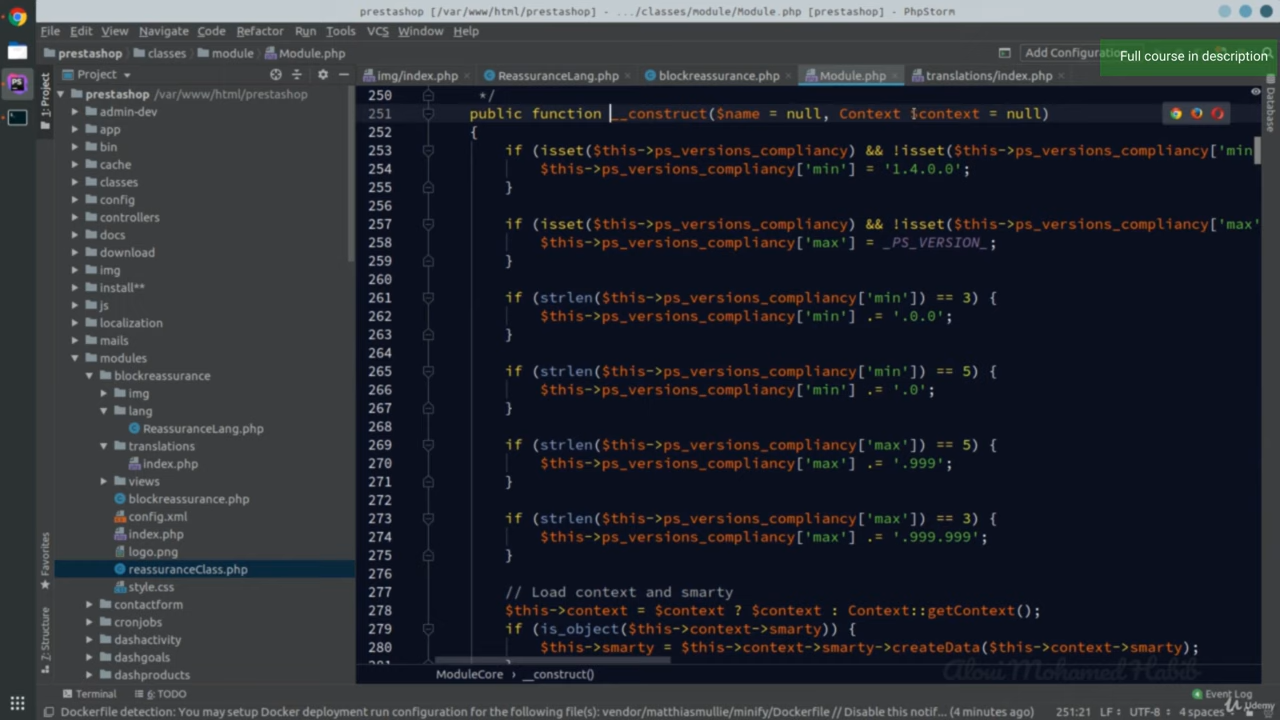 prestashop [/var/www/html/prestashop] - .../classes/module/Module.php [prestashop] - PhpStorm
File Edit View Navigate Code Refactor Run Tools VCS Window Help
prestashop classes module Module.php Add Configuratio
Full course in description
Project
img/index.php ReassuranceLang.php blockreassurance.php Module.php translations/index.php
1: Project
Database
prestashop /var/www/html/prestashop
admin-dev
app
bin
cache
classes
config
controllers
docs
download
img
install**
js
localization
mails
modules
blockreassurance
img
lang
ReassuranceLang.php
translations
index.php
views
blockreassurance.php
config.xml
index.php
logo.png
reassuranceClass.php
style.css
contactform
cronjobs
dashactivity
dashgoals
dashproducts
Favorites
7: Structure
250 */
251 public function __construct($name = null, Context $context = null)
252 {
253 if (isset($this->ps_versions_compliancy) && !isset($this->ps_versions_compliancy['min
254 $this->ps_versions_compliancy['min'] = '1.4.0.0';
255 }
256
257 if (isset($this->ps_versions_compliancy) && !isset($this->ps_versions_compliancy['max'
258 $this->ps_versions_compliancy['max'] = _PS_VERSION_;
259 }
260
261 if (strlen($this->ps_versions_compliancy['min']) == 3) {
262 $this->ps_versions_compliancy['min'] .= '.0.0';
263 }
264
265 if (strlen($this->ps_versions_compliancy['min']) == 5) {
266 $this->ps_versions_compliancy['min'] .= '.0';
267 }
268
269 if (strlen($this->ps_versions_compliancy['max']) == 5) {
270 $this->ps_versions_compliancy['max'] .= '.999';
271 }
272
273 if (strlen($this->ps_versions_compliancy['max']) == 3) {
274 $this->ps_versions_compliancy['max'] .= '.999.999';
275 }
276
277 // Load context and smarty
278 $this->context = $context ? $context : Context::getContext();
279 if (is_object($this->context->smarty)) {
280 $this->smarty = $this->context->smarty->createData($this->context->smarty);
281 }
ModuleCore › __construct()
Aloui Mohamed Habib
Terminal 6: TODO Event Log
Dockerfile detection: You may setup Docker deployment run configuration for the following file(s): vendor/matthiasmullie/minify/Dockerfile // Disable this notif... (4 minutes ago) 251:21 LF UTF-8 4 spaces
Udemy